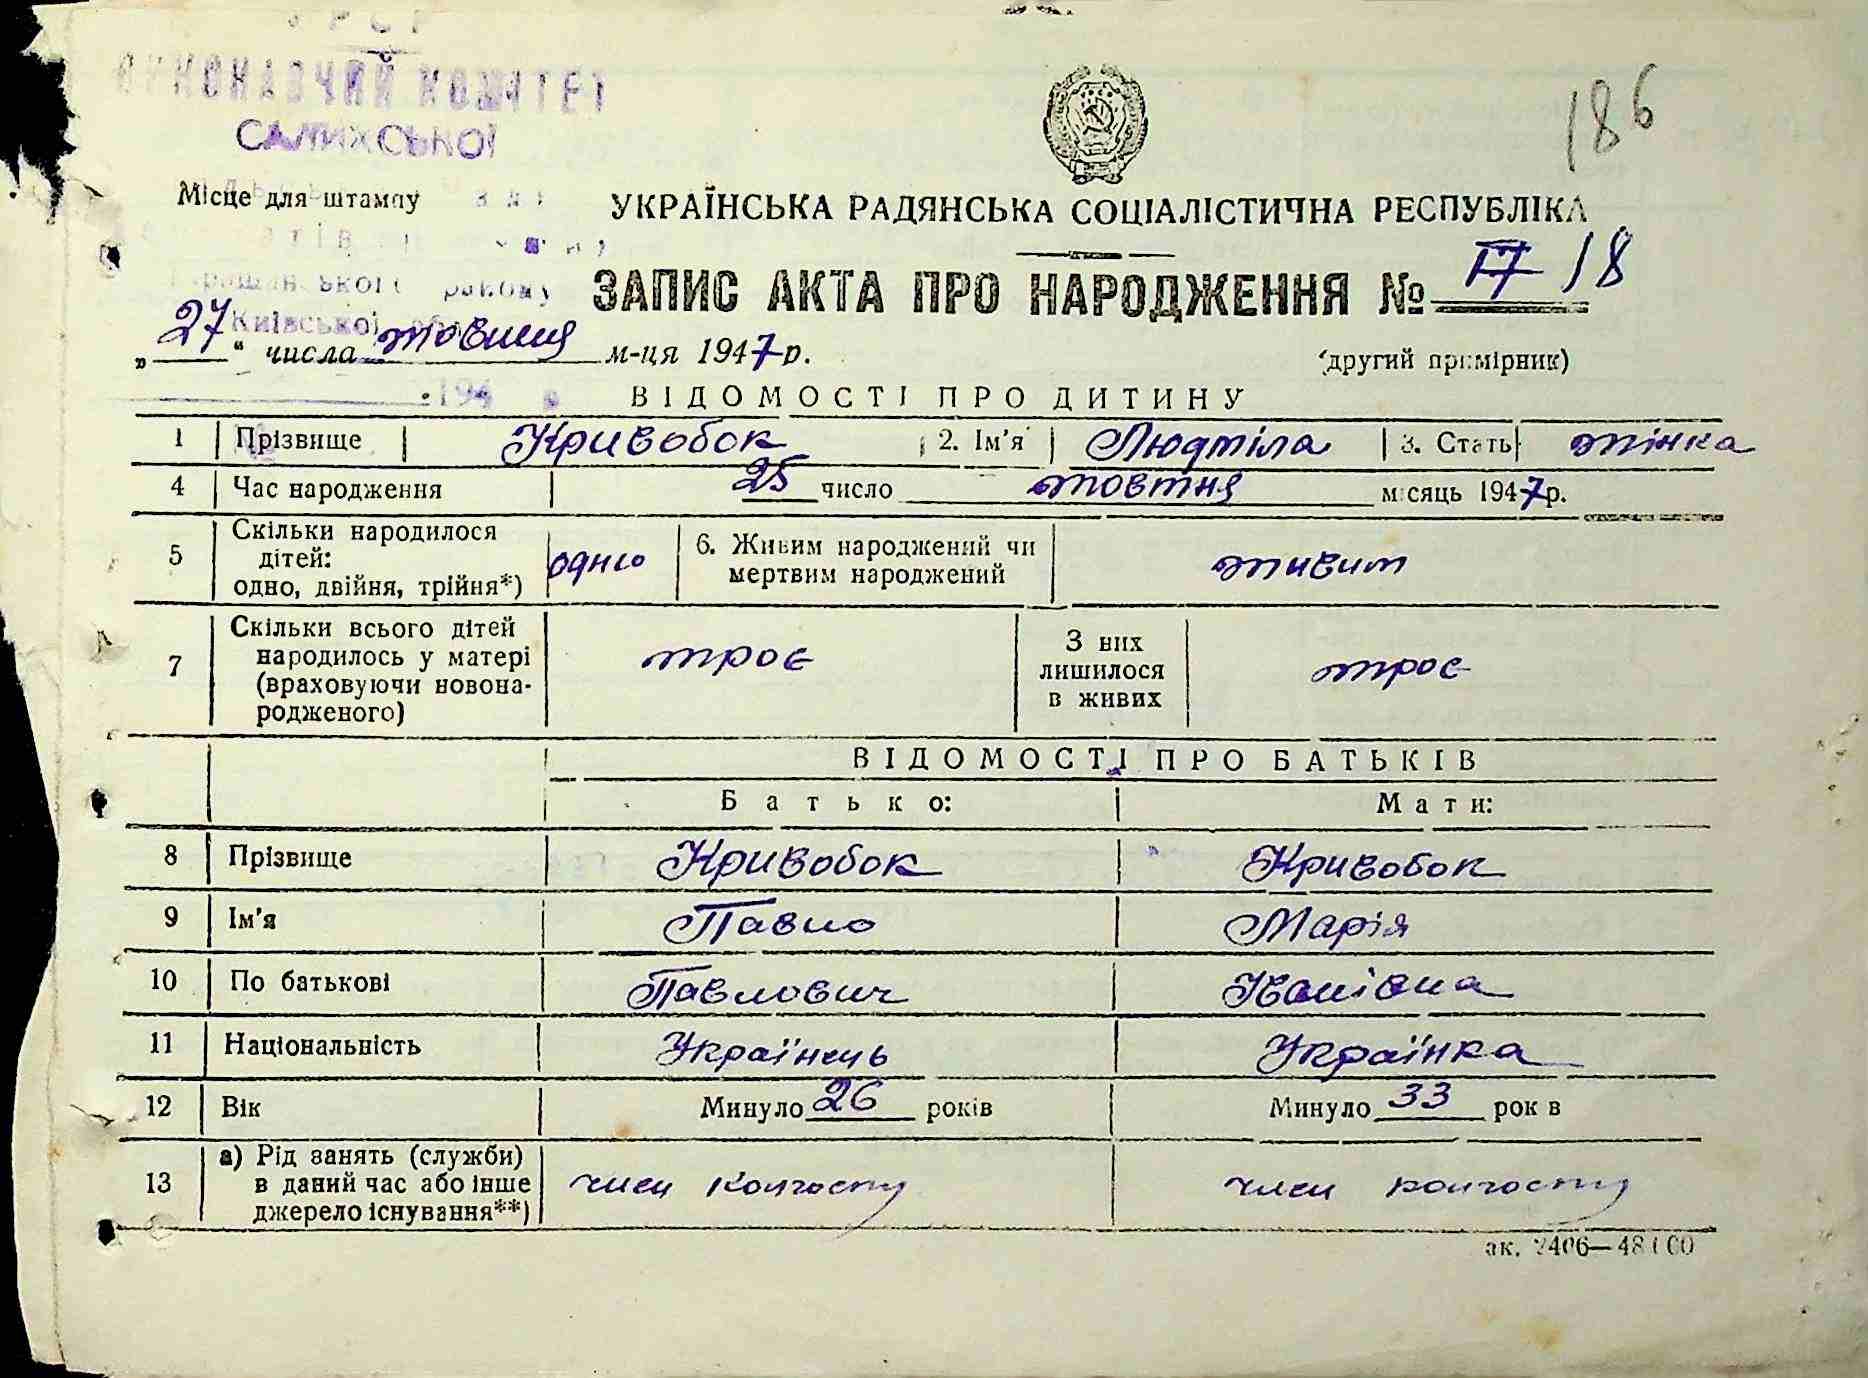 УРСР
ВИКОНАВЧИЙ КОМІТЕТ
САЛИХСЬКОЇ
186
Місце для штампу
УКРАЇНСЬКА РАДЯНСЬКА СОЦІАЛІСТИЧНА РЕСПУБЛІКА
ЗАПИС АКТА ПРО НАРОДЖЕННЯ № 17 18
району
Київської
„27“ числа жовтня м-ця 1947 р.
(другий примірник)
194
ВІДОМОСТІ ПРО ДИТИНУ
1 Прізвище Кривобок 2. Ім'я Людміла 3. Стать жінка
4 Час народження 25 число жовтня місяць 1947 р.
5 Скільки народилося дітей: одно, двійня, трійня*) одно 6. Живим народжений чи мертвим народжений живим
7 Скільки всього дітей народилось у матері (враховуючи новонародженого) троє З них лишилося в живих троє
ВІДОМОСТІ ПРО БАТЬКІВ
Батько: Мати:
8 Прізвище Кривобок Кривобок
9 Ім'я Павло Марія
10 По батькові Павлович Іванівна
11 Національність Українець Українка
12 Вік Минуло 26 років Минуло 33 років
13 а) Рід занять (служби) в даний час або інше джерело існування**) член колгоспу член колгоспу